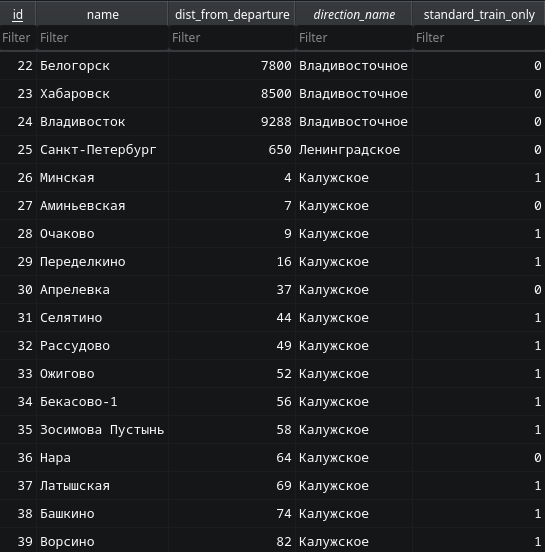 id name dist_from_departure direction_name standard_train_only
Filter Filter Filter Filter Filter
22 Белогорск 7800 Владивосточное 0
23 Хабаровск 8500 Владивосточное 0
24 Владивосток 9288 Владивосточное 0
25 Санкт-Петербург 650 Ленинградское 0
26 Минская 4 Калужское 1
27 Аминьевская 7 Калужское 0
28 Очаково 9 Калужское 1
29 Переделкино 16 Калужское 1
30 Апрелевка 37 Калужское 0
31 Селятино 44 Калужское 1
32 Рассудово 49 Калужское 1
33 Ожигово 52 Калужское 1
34 Бекасово-1 56 Калужское 1
35 Зосимова Пустынь 58 Калужское 1
36 Нара 64 Калужское 0
37 Латышская 69 Калужское 1
38 Башкино 74 Калужское 1
39 Ворсино 82 Калужское 1